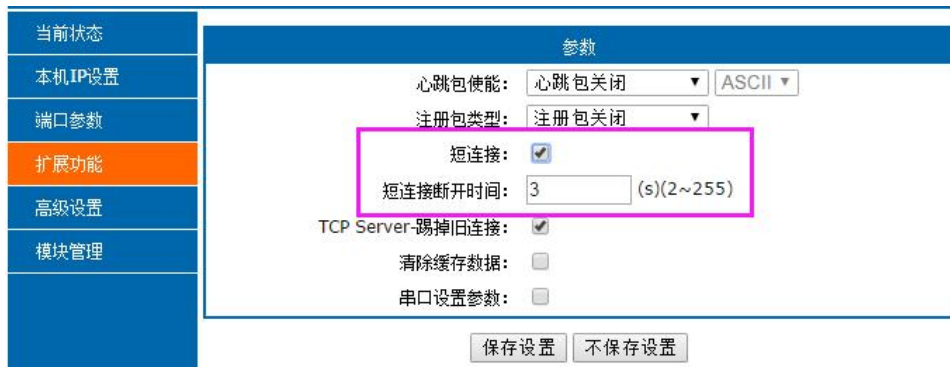 当前状态
本机IP设置
端口参数
扩展功能
高级设置
模块管理
参数
心跳包使能: 心跳包关闭 ASCII
注册包类型: 注册包关闭
短连接:
短连接断开时间: 3 (s)(2~255)
TCP Server-踢掉旧连接:
清除缓存数据:
串口设置参数:
保存设置 不保存设置